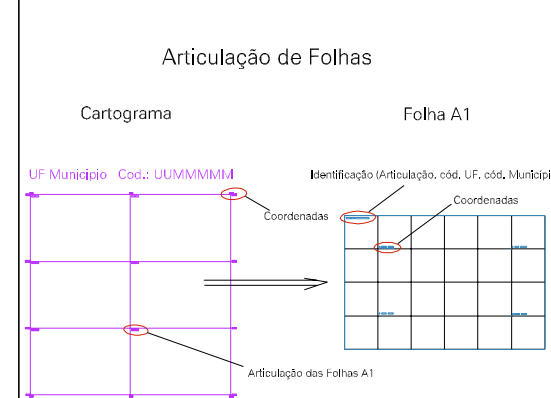 Articulação de Folhas
Cartograma
Folha A1
UF Municipio Cod.: UUMMMMM
Identificação (Articulação, cód. UF, cód. Municípi
Coordenadas
Coordenadas
Articulação das Folhas A1